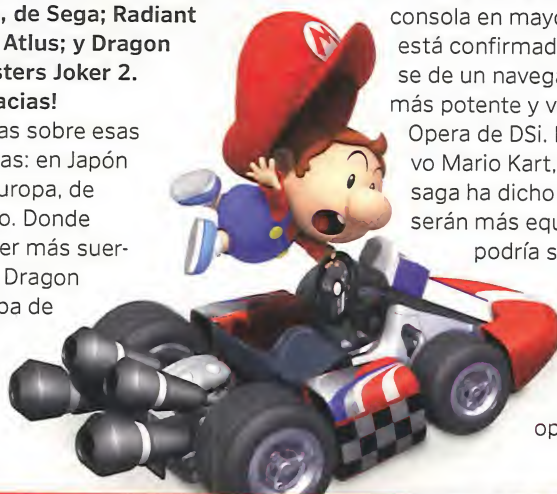 , de Sega; Radiant
Atlus; y Dragon
sters Joker 2.
acias!
as sobre esas
as: en Japón
uropa, de
o. Donde
er más suer-
Dragon
pa de
consola en mayo
está confirmad
se de un navega
más potente y v
Opera de DSi.
vo Mario Kart,
saga ha dicho
serán más equ
podría s
op
M